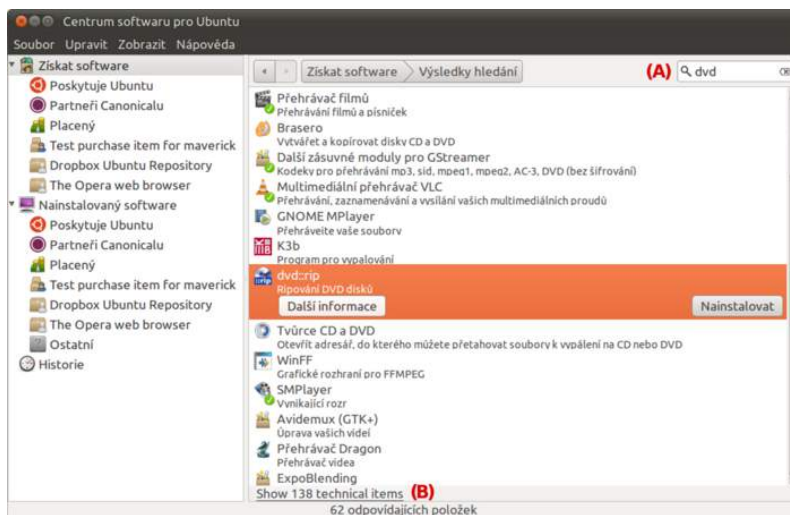 Centrum softwaru pro Ubuntu
Soubor Upravit Zobrazit Nápověda
Získat software
Poskytuje Ubuntu
Partneři Canonicalu
Placený
Test purchase item for maverick
Dropbox Ubuntu Repository
The Opera web browser
Nainstalovaný software
Poskytuje Ubuntu
Partneři Canonicalu
Placený
Test purchase item for maverick
Dropbox Ubuntu Repository
The Opera web browser
Ostatní
Historie
Získat software Výsledky hledání (A) dvd
Přehrávač filmů
Přehrávání filmů a písniček
Brasero
Vytvářet a kopírovat disky CD a DVD
Další zásuvné moduly pro GStreamer
Kodeky pro přehrávání mp3, sid, mpeg1, mpeg2, AC-3, DVD (bez šifrování)
Multimediální přehrávač VLC
Přehrávání, zaznamenávání a vysílání vašich multimediálních proudů
GNOME MPlayer
Přehrávejte vaše soubory
K3b
Program pro vypalování
dvd::rip
Ripování DVD disků
Další informace Nainstalovat
Tvůrce CD a DVD
Otevřít adresář, do kterého můžete přetahovat soubory k vypálení na CD nebo DVD
WinFF
Grafické rozhraní pro FFMPEG
SMPlayer
Vynikající rozr
Avidemux (GTK+)
Úprava vašich videí
Přehrávač Dragon
Přehrávač videa
ExpoBlending
Show 138 technical items (B)
62 odpovídajících položek